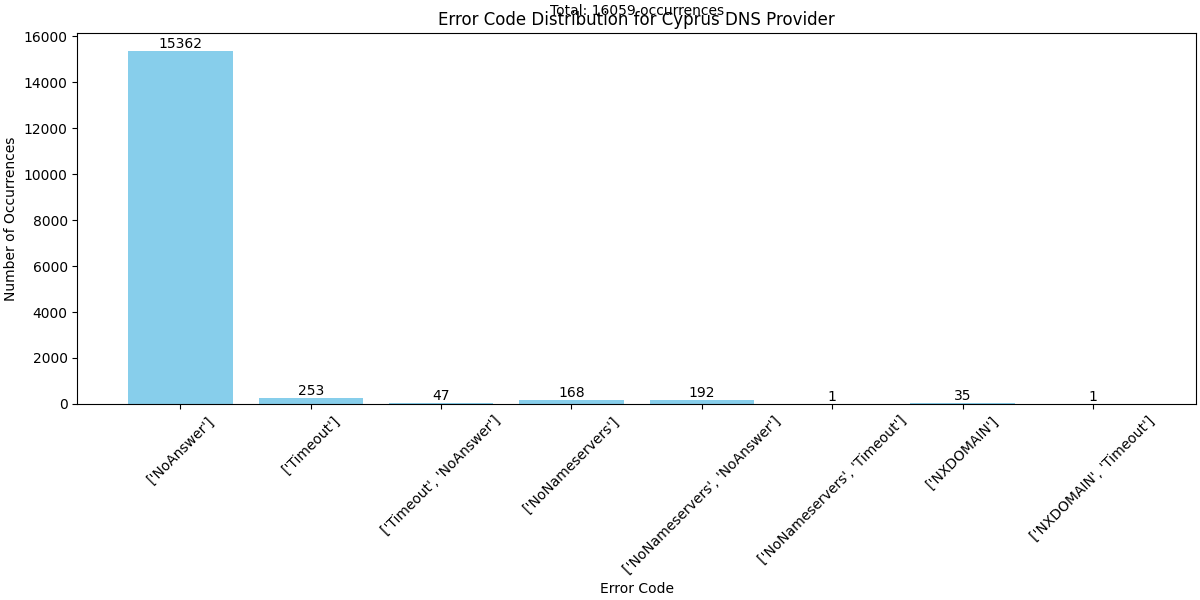 Total: 16059 occurrences
Error Code Distribution for Cyprus DNS Provider
Number of Occurrences
16000
14000
12000
10000
8000
6000
4000
2000
0
15362
253
47
168
192
1
35
1
['NoAnswer']
['Timeout']
['Timeout', 'NoAnswer']
['NoNameservers']
['NoNameservers', 'NoAnswer']
['NoNameservers', 'Timeout']
['NXDOMAIN']
['NXDOMAIN', 'Timeout']
Error Code